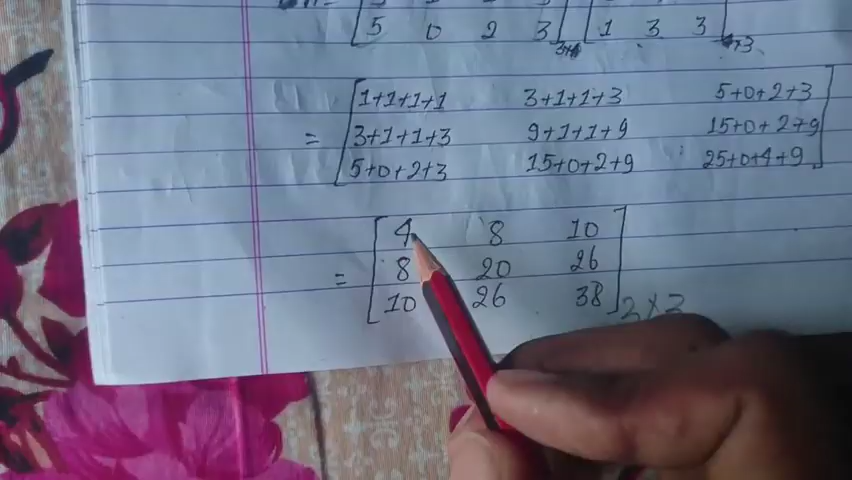 5 0 2 3 1 3 3
1+1+1+1 3+1+1+3 5+0+2+3
= 3+1+1+3 9+1+1+9 15+0+2+9
5+0+2+3 15+0+2+9 25+0+4+9
4 8 10
= 8 20 26
10 26 38 3×3